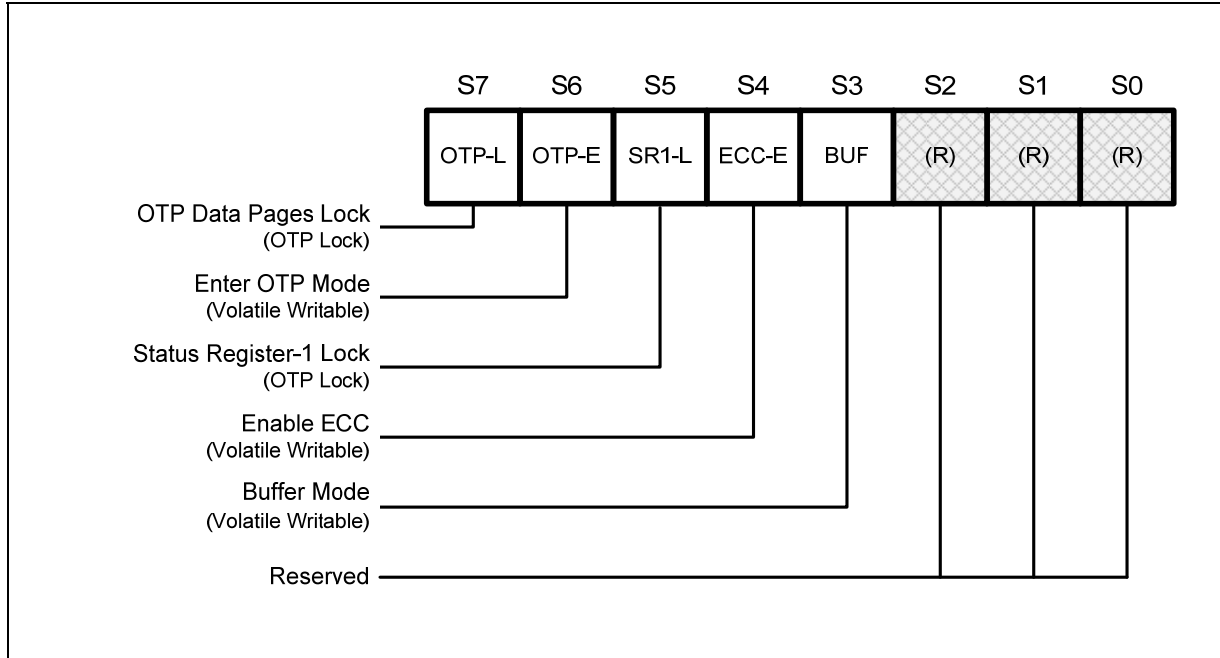 S7 S6 S5 S4 S3 S2 S1 S0
OTP-L OTP-E SR1-L ECC-E BUF (R) (R) (R)
OTP Data Pages Lock
(OTP Lock)
Enter OTP Mode
(Volatile Writable)
Status Register-1 Lock
(OTP Lock)
Enable ECC
(Volatile Writable)
Buffer Mode
(Volatile Writable)
Reserved